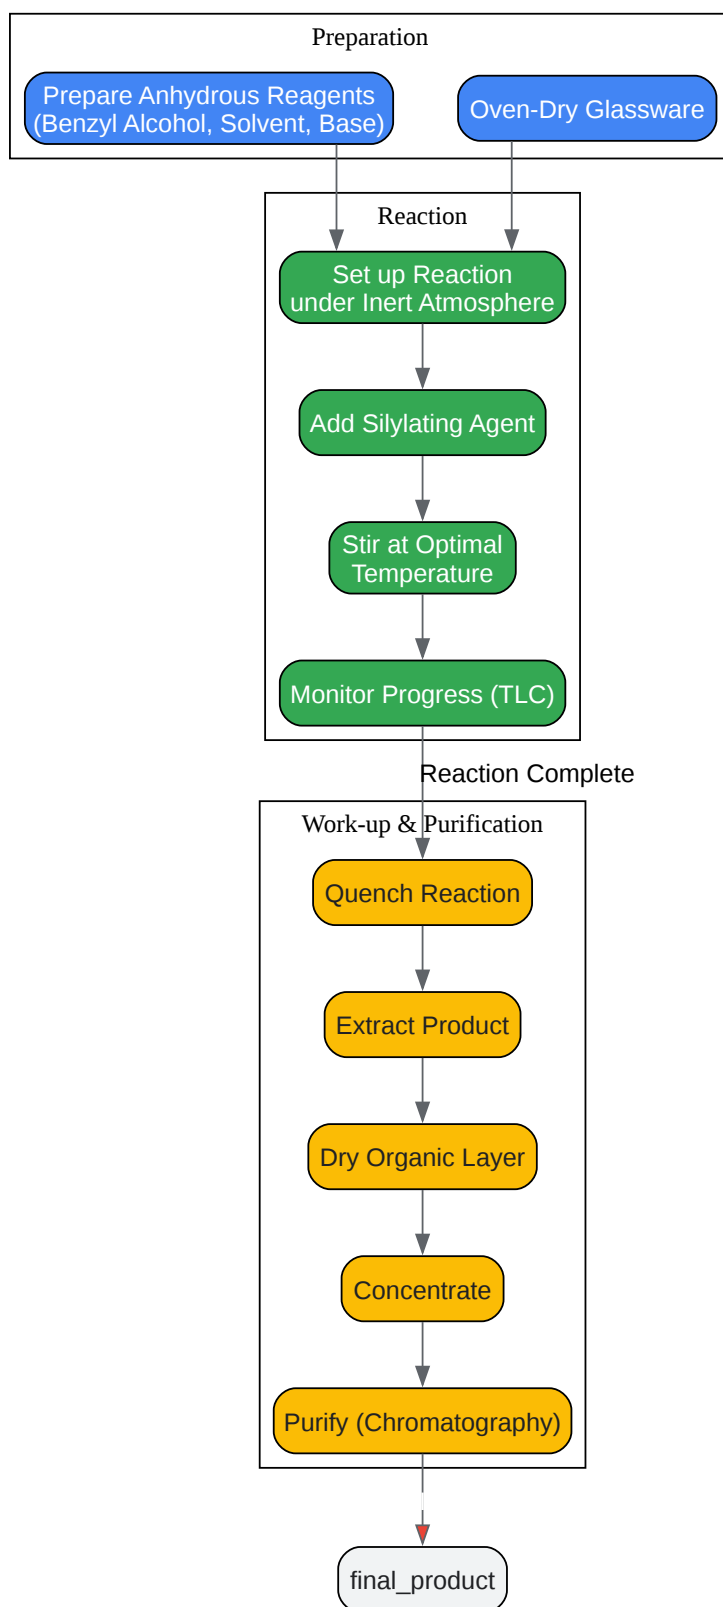 Preparation
Prepare Anhydrous Reagents
(Benzyl Alcohol, Solvent, Base)
Oven-Dry Glassware
Reaction
Set up Reaction
under Inert Atmosphere
Add Silylating Agent
Stir at Optimal
Temperature
Monitor Progress (TLC)
Reaction Complete
Work-up & Purification
Quench Reaction
Extract Product
Dry Organic Layer
Concentrate
Purify (Chromatography)
final_product